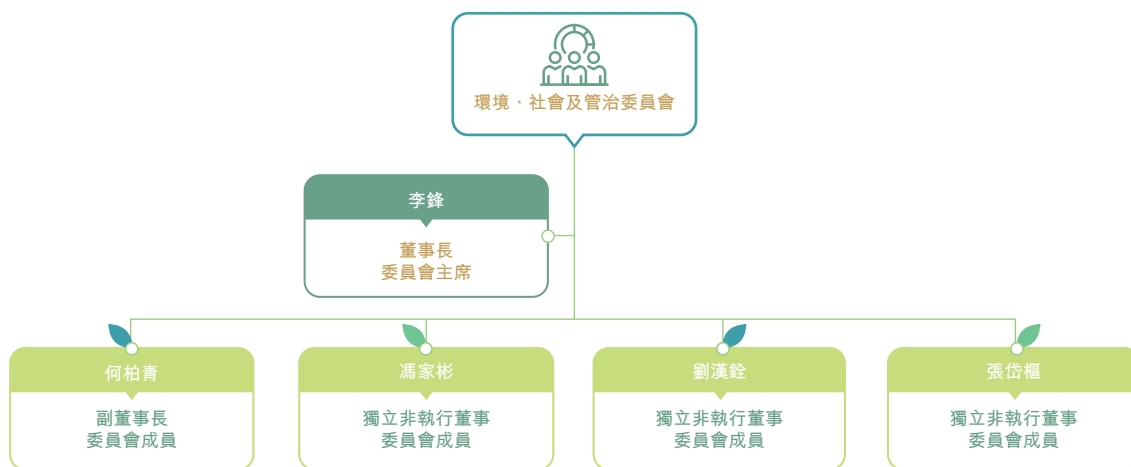 環境、社會及管治委員會
李鋒
董事長
委員會主席
何柏青
副董事長
委員會成員
馮家彬
獨立非執行董事
委員會成員
劉漢銓
獨立非執行董事
委員會成員
張岱樞
獨立非執行董事
委員會成員